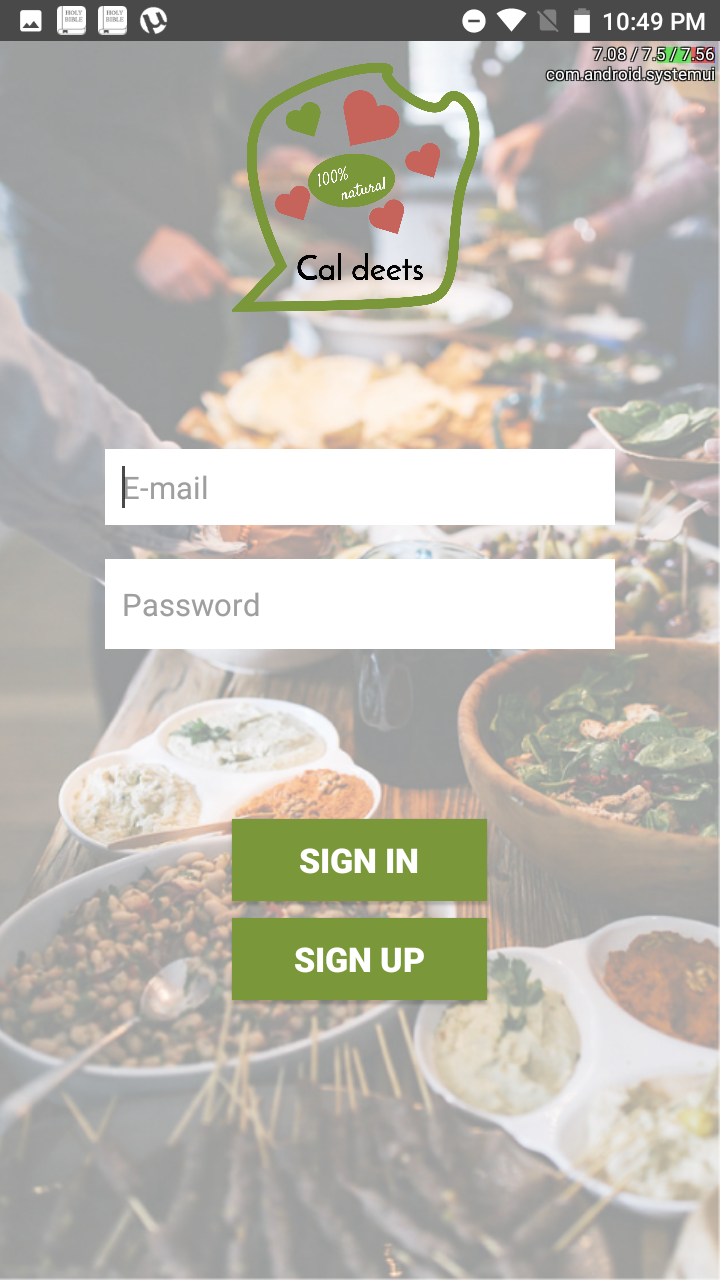 HOLY BIBLE
HOLY BIBLE
10:49 PM
7.08 / 7.5 / 7.56
com.android.systemui
100%
natural
Cal deets
E-mail
Password
SIGN IN
SIGN UP